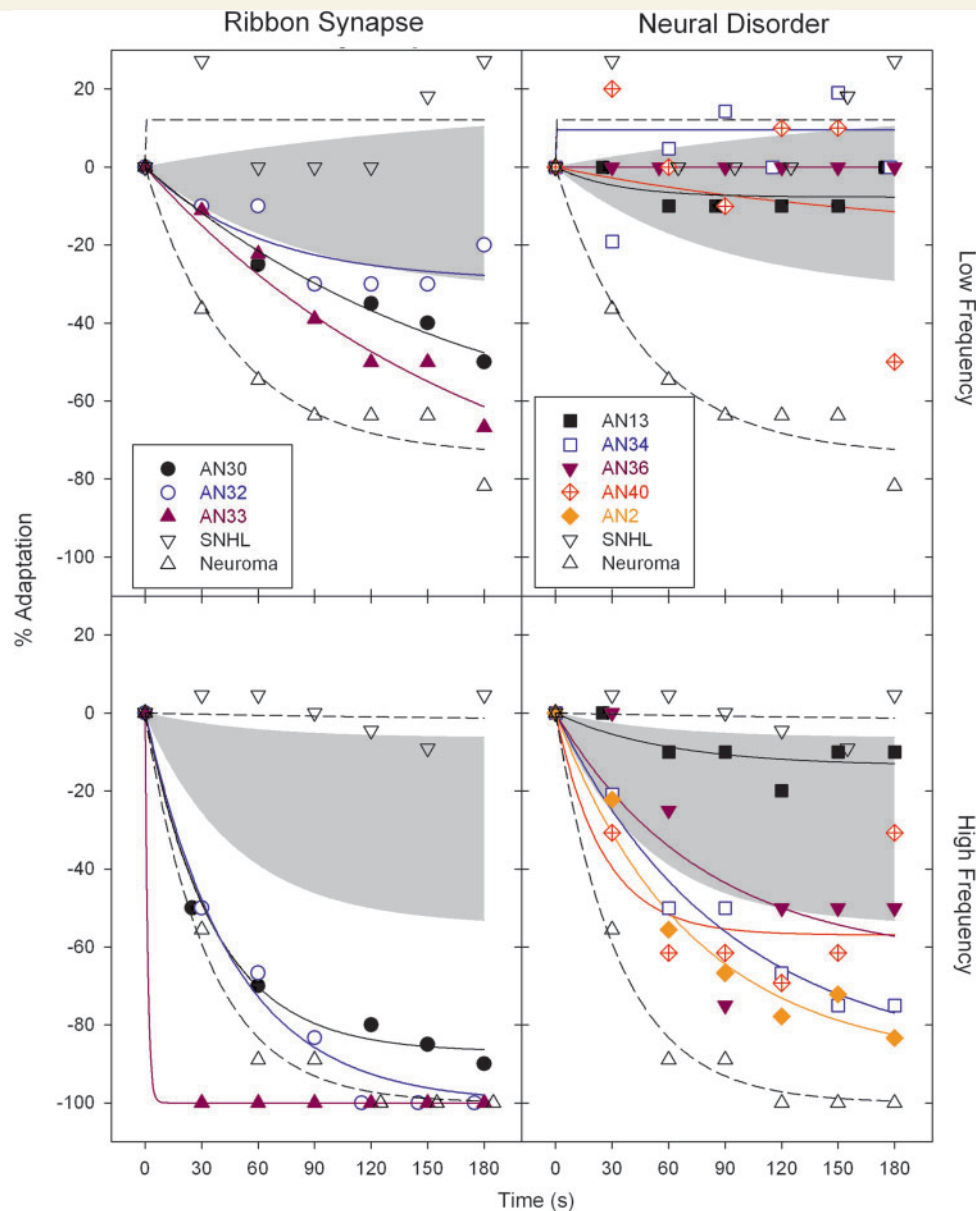 Ribbon Synapse
Neural Disorder
20
0
-20
-40
-60
-80
-100
AN30
AN32
AN33
SNHL
Neuroma
AN13
AN34
AN36
AN40
AN2
SNHL
Neuroma
Low Frequency
% Adaptation
20
0
-20
-40
-60
-80
-100
High Frequency
0 30 60 90 120 150 180
0 30 60 90 120 150 180
Time (s)